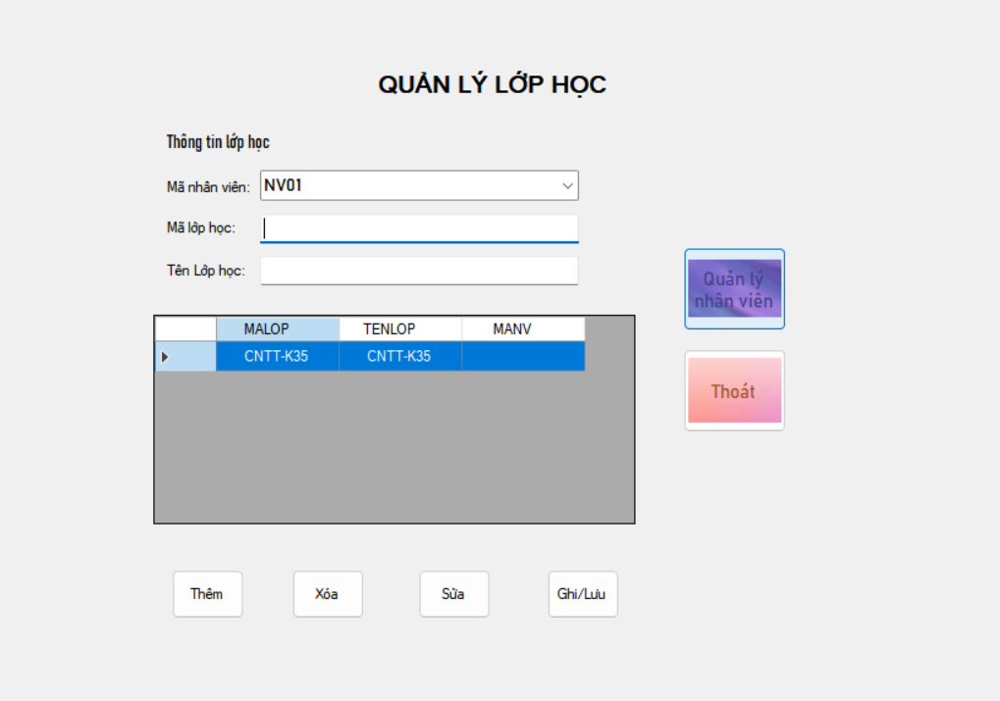 QUẢN LÝ LỚP HỌC
Thông tin lớp học
Mã nhân viên: NV01
Mã lớp học:
Tên Lớp học:
Quản lý
nhân viên
MALOP TENLOP MANV
CNTT-K35 CNTT-K35
Thoát
Thêm Xóa Sữa Ghi/Lưu